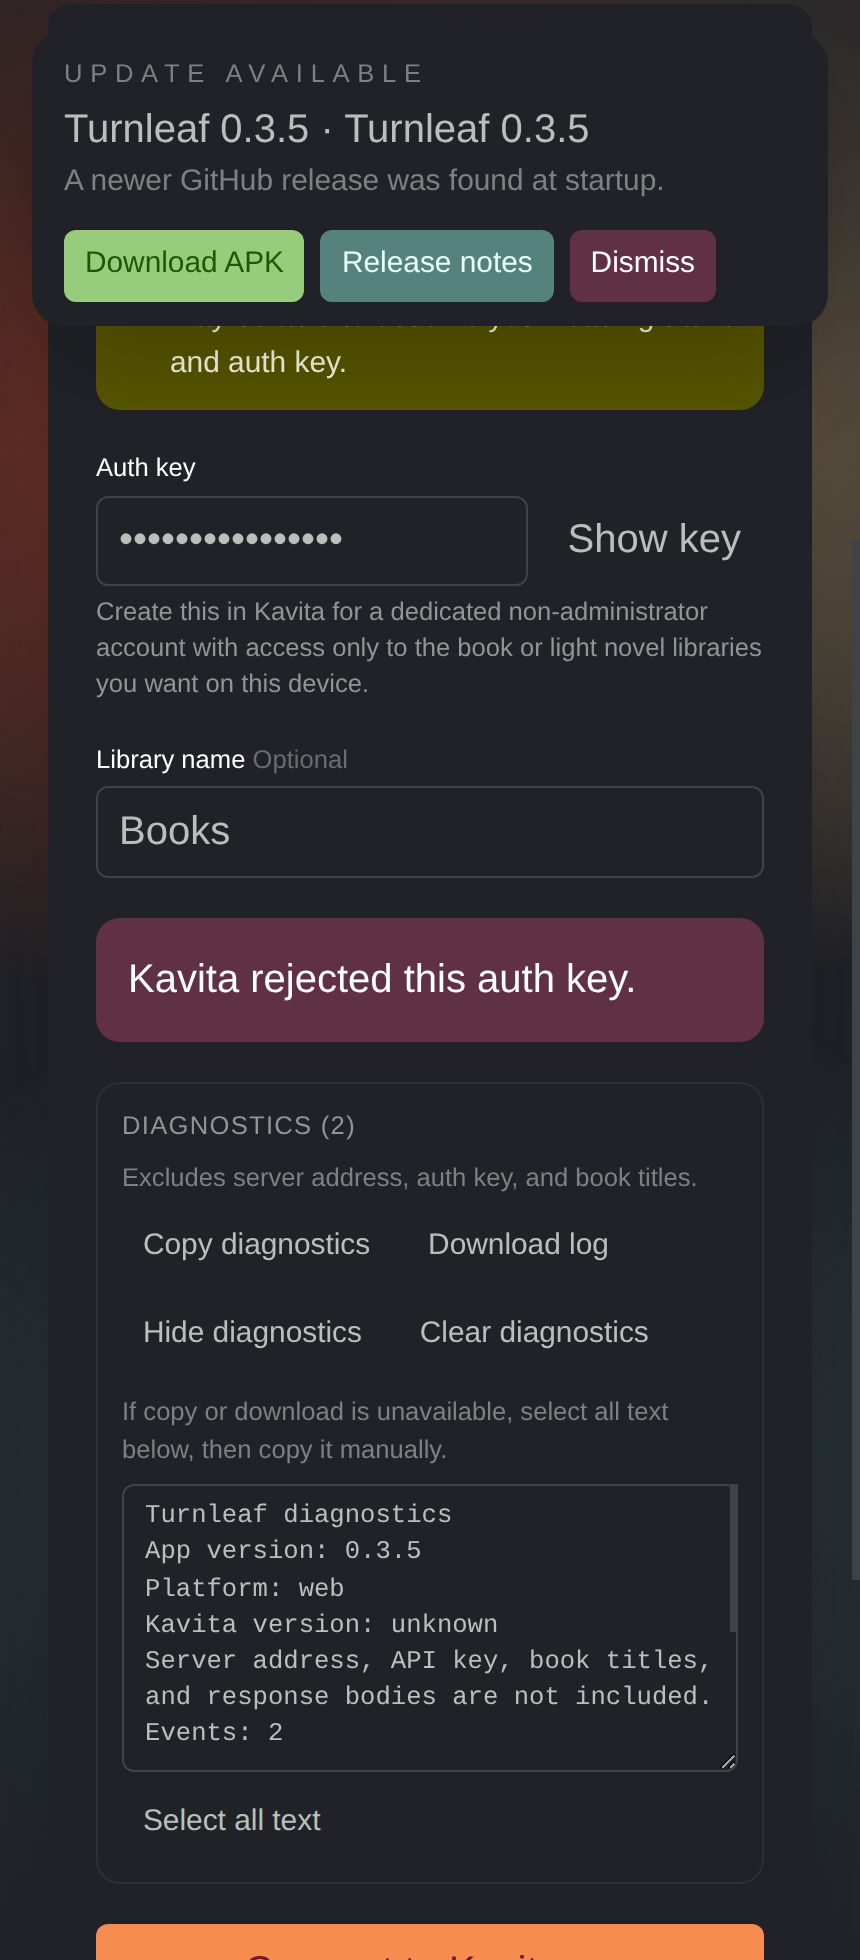 UPDATE AVAILABLE
Turnleaf 0.3.5 · Turnleaf 0.3.5
A newer GitHub release was found at startup.
Download APK Release notes Dismiss
and auth key.
Auth key
•••••••••••••••• Show key
Create this in Kavita for a dedicated non-administrator
account with access only to the book or light novel libraries
you want on this device.
Library name Optional
Books
Kavita rejected this auth key.
DIAGNOSTICS (2)
Excludes server address, auth key, and book titles.
Copy diagnostics Download log
Hide diagnostics Clear diagnostics
If copy or download is unavailable, select all text
below, then copy it manually.
Turnleaf diagnostics
App version: 0.3.5
Platform: web
Kavita version: unknown
Server address, API key, book titles,
and response bodies are not included.
Events: 2
Select all text